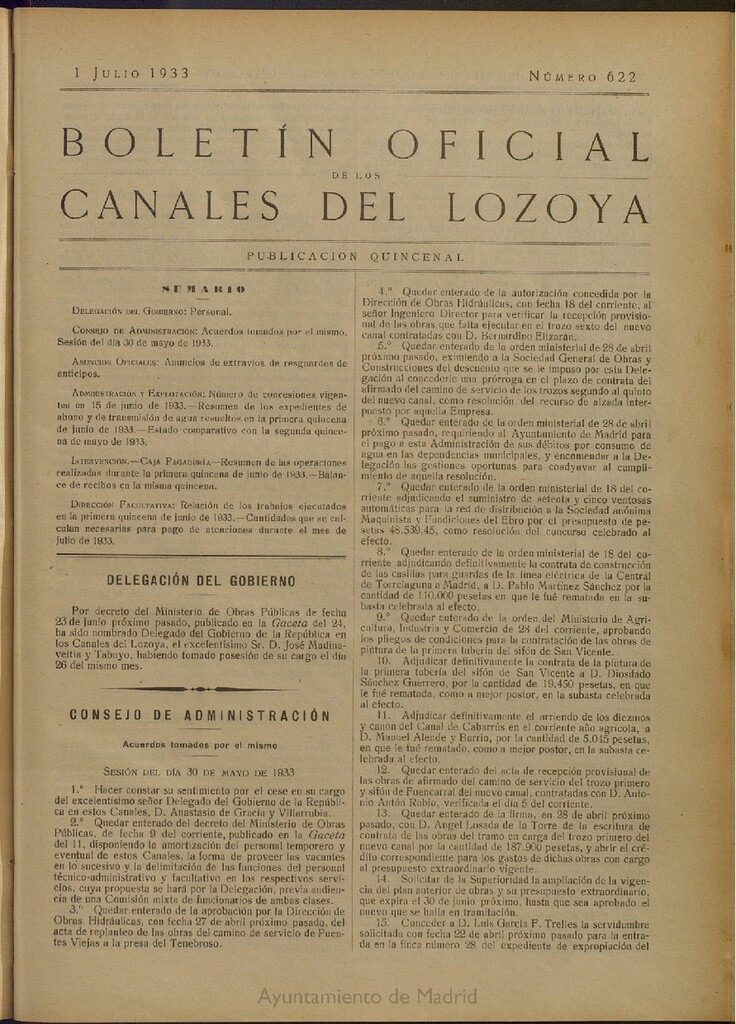 1 JULIO 1933
NÚMERO 622
BOLETÍN OFICIAL
DE LOS
CANALES DEL LOZOYA
PUBLICACION QUINCENAL
SUMARIO
DELEGACIÓN DEL GOBIERNO: Personal.
CONSEJO DE ADMINISTRACIÓN: Acuerdos tomados por el mismo.
Sesión del día 30 de mayo de 1933.
ANUNCIOS OFICIALES: Anuncios de extravíos de resguardos de
anticipos.
ADMINISTRACIÓN Y EXPLOTACIÓN: Número de concesiones vigen-
tes en 15 de junio de 1933.—Resumen de los expedientes de
abono y de transmisión de agua resueltos en la primera quincena
de junio de 1933.—Estado comparativo con la segunda quince-
na de mayo de 1933.
INTERVENCIÓN.—CAJA PAGADURÍA—Resumen de las operaciones
realizadas durante la primera quincena de junio de 1933.—Balan-
ce de recibos en la misma quincena.
DIRECCIÓN FACULTATIVA: Relación de los trabajos ejecutados
en la primera quincena de junio de 1933.—Cantidades que se cal-
culan necesarias para pago de atenciones durante el mes de
julio de 1933.
DELEGACIÓN DEL GOBIERNO
Por decreto del Ministerio de Obras Públicas de fecha
23 de junio próximo pasado, publicado en la Gaceta del 24,
ha sido nombrado Delegado del Gobierno de la República en
los Canales del Lozoya, el excelentísimo Sr. D. José Madina-
veitia y Tabuyo, habiendo tomado posesión de su cargo el día
26 del mismo mes.
CONSEJO DE ADMINISTRACIÓN
Acuerdos tomados por el mismo
SESIÓN DEL DÍA 30 DE MAYO DE 1933
1.º Hacer constar su sentimiento por el cese en su cargo
del excelentísimo señor Delegado del Gobierno de la Repúbli-
ca en estos Canales, D. Anastasio de Gracia y Villarrubia.
2.º Quedar enterado del decreto del Ministerio de Obras
Públicas, de fecha 9 del corriente, publicado en la Gaceta
del 11, disponiendo la amortización del personal temporero y
eventual de estos Canales, la forma de proveer las vacantes
en lo sucesivo y la delimitación de las funciones del personal
técnico-administrativo y facultativo en los respectivos servi-
cios, cuya propuesta se hará por la Delegación, previa audien-
cia de una Comisión mixta de funcionarios de ambas clases.
3.º Quedar enterado de la aprobación por la Dirección de
Obras Hidráulicas, con fecha 27 de abril próximo pasado, del
acta de replanteo de las obras del camino de servicio de Fuen-
tes Viejas a la presa del Tenebroso.
4.º Quedar enterado de la autorización concedida por la
Dirección de Obras Hidráulicas, con fecha 18 del corriente, al
señor Ingeniero Director para verificar la recepción provisio-
nal de las obras que falta ejecutar en el trozo sexto del nuevo
canal contratadas con D. Bernardino Elizarán.
5.º Quedar enterado de la orden ministerial de 28 de abril
próximo pasado, eximiendo a la Sociedad General de Obras y
Construcciones del descuento que se le impuso por esta Dele-
gación al concederle una prórroga en el plazo de contrata del
afirmado del camino de servicio de los trozos segundo al quinto
del nuevo canal, como resolución del recurso de alzada inter-
puesto por aquella Empresa.
6.º Quedar enterado de la orden ministerial de 28 de abril
próximo pasado, requiriendo al Ayuntamiento de Madrid para
el pago a esta Administración de sus débitos por consumo de
agua en las dependencias municipales, y encomendar a la De-
legación las gestiones oportunas para coadyuvar al cumpli-
miento de aquella resolución.
7.º Quedar enterado de la orden ministerial de 18 del co-
rriente adjudicando el suministro de setenta y cinco ventosas
automáticas para la red de distribución a la Sociedad anónima
Maquinista y Fundiciones del Ebro por el presupuesto de pe-
setas 48.539,45, como resolución del concurso celebrado al
efecto.
8.º Quedar enterado de la orden ministerial de 18 del co-
rriente adjudicando definitivamente la contrata de construcción
de las casillas para guardas de la línea eléctrica de la Central
de Torrelaguna a Madrid, a D. Pablo Martínez Sánchez por la
cantidad de 110.000 pesetas en que le fué rematada en la su-
basta celebrada al efecto.
9.º Quedar enterado de la orden del Ministerio de Agri-
cultura, Industria y Comercio de 28 del corriente, aprobando
los pliegos de condiciones para la contratación de las obras de
pintura de la primera tubería del sifón de San Vicente.
10. Adjudicar definitivamente la contrata de la pintura de
la primera tubería del sifón de San Vicente a D. Diosdado
Sánchez Guerrero, por la cantidad de 19.450 pesetas, en que
le fué rematada, como a mejor postor, en la subasta celebrada
al efecto.
11. Adjudicar definitivamente el arriendo de los diezmos
y canon del Canal de Cabarrús en el corriente año agrícola, a
D. Manuel Alende y Barrio, por la cantidad de 5.045 pesetas,
en que le fué rematado, como a mejor postor, en la subasta ce-
lebrada al efecto.
12. Quedar enterado del acta de recepción provisional de
las obras de afirmado del camino de servicio del trozo primero
y sifón de Fuencarral del nuevo canal, contratadas con D. Anto-
nio Antón Rubio, verificada el día 5 del corriente.
13. Quedar enterado de la firma, en 28 de abril próximo
pasado, con D. Angel Losada de la Torre de la escritura de
contrata de las obras del tramo en carga del trozo primero del
nuevo canal por la cantidad de 187.900 pesetas, y abrir el cré-
dito correspondiente para los gastos de dichas obras con cargo
al presupuesto extraordinario vigente.
14. Solicitar de la Superioridad la ampliación de la vigen-
cia del plan anterior de obras y su presupuesto extraordinario,
que expira el 30 de junio próximo, hasta que sea aprobado el
nuevo que se halla en tramitación.
15. Conceder a D. Luis García F. Trelles la servidumbre
solicitada con fecha 22 de abril próximo pasado para la entra-
da en la finca número 28 del expediente de expropiación del
Ayuntamiento de Madrid